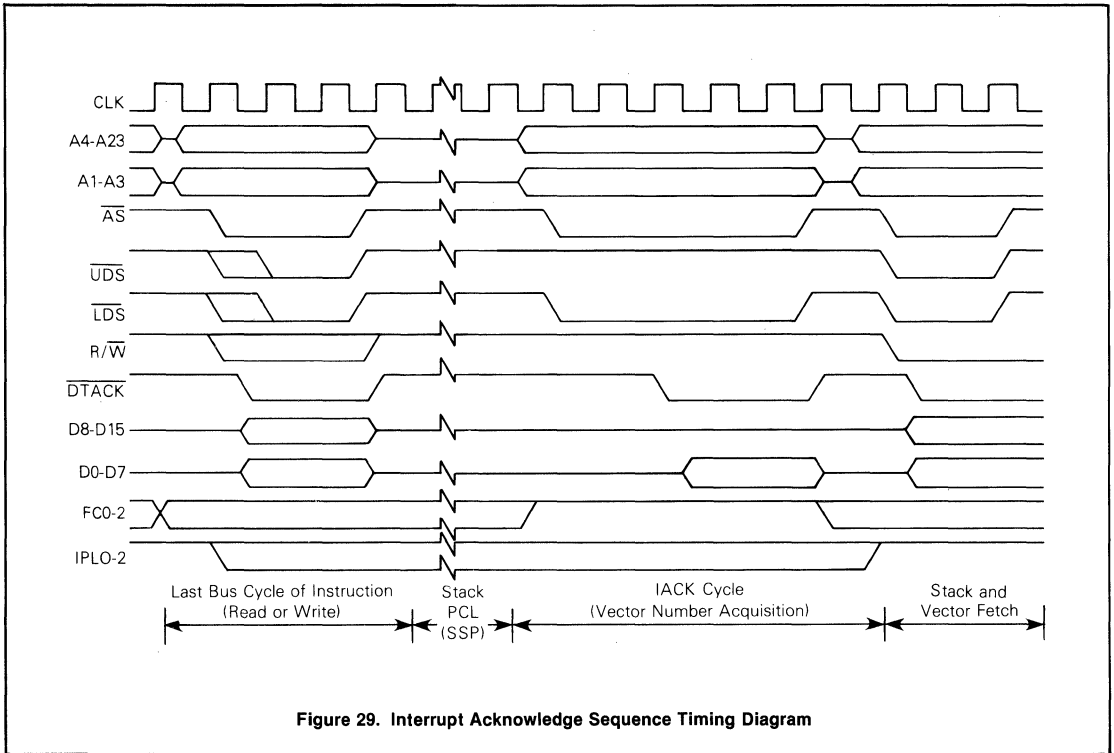 CLK
A4-A23
A1-A3
AS
UDS
LDS
R/W
DTACK
D8-D15
D0-D7
FC0-2
IPL0-2
Last Bus Cycle of Instruction
(Read or Write)
Stack
PCL
(SSP)
IACK Cycle
(Vector Number Acquisition)
Stack and
Vector Fetch
Figure 29. Interrupt Acknowledge Sequence Timing Diagram